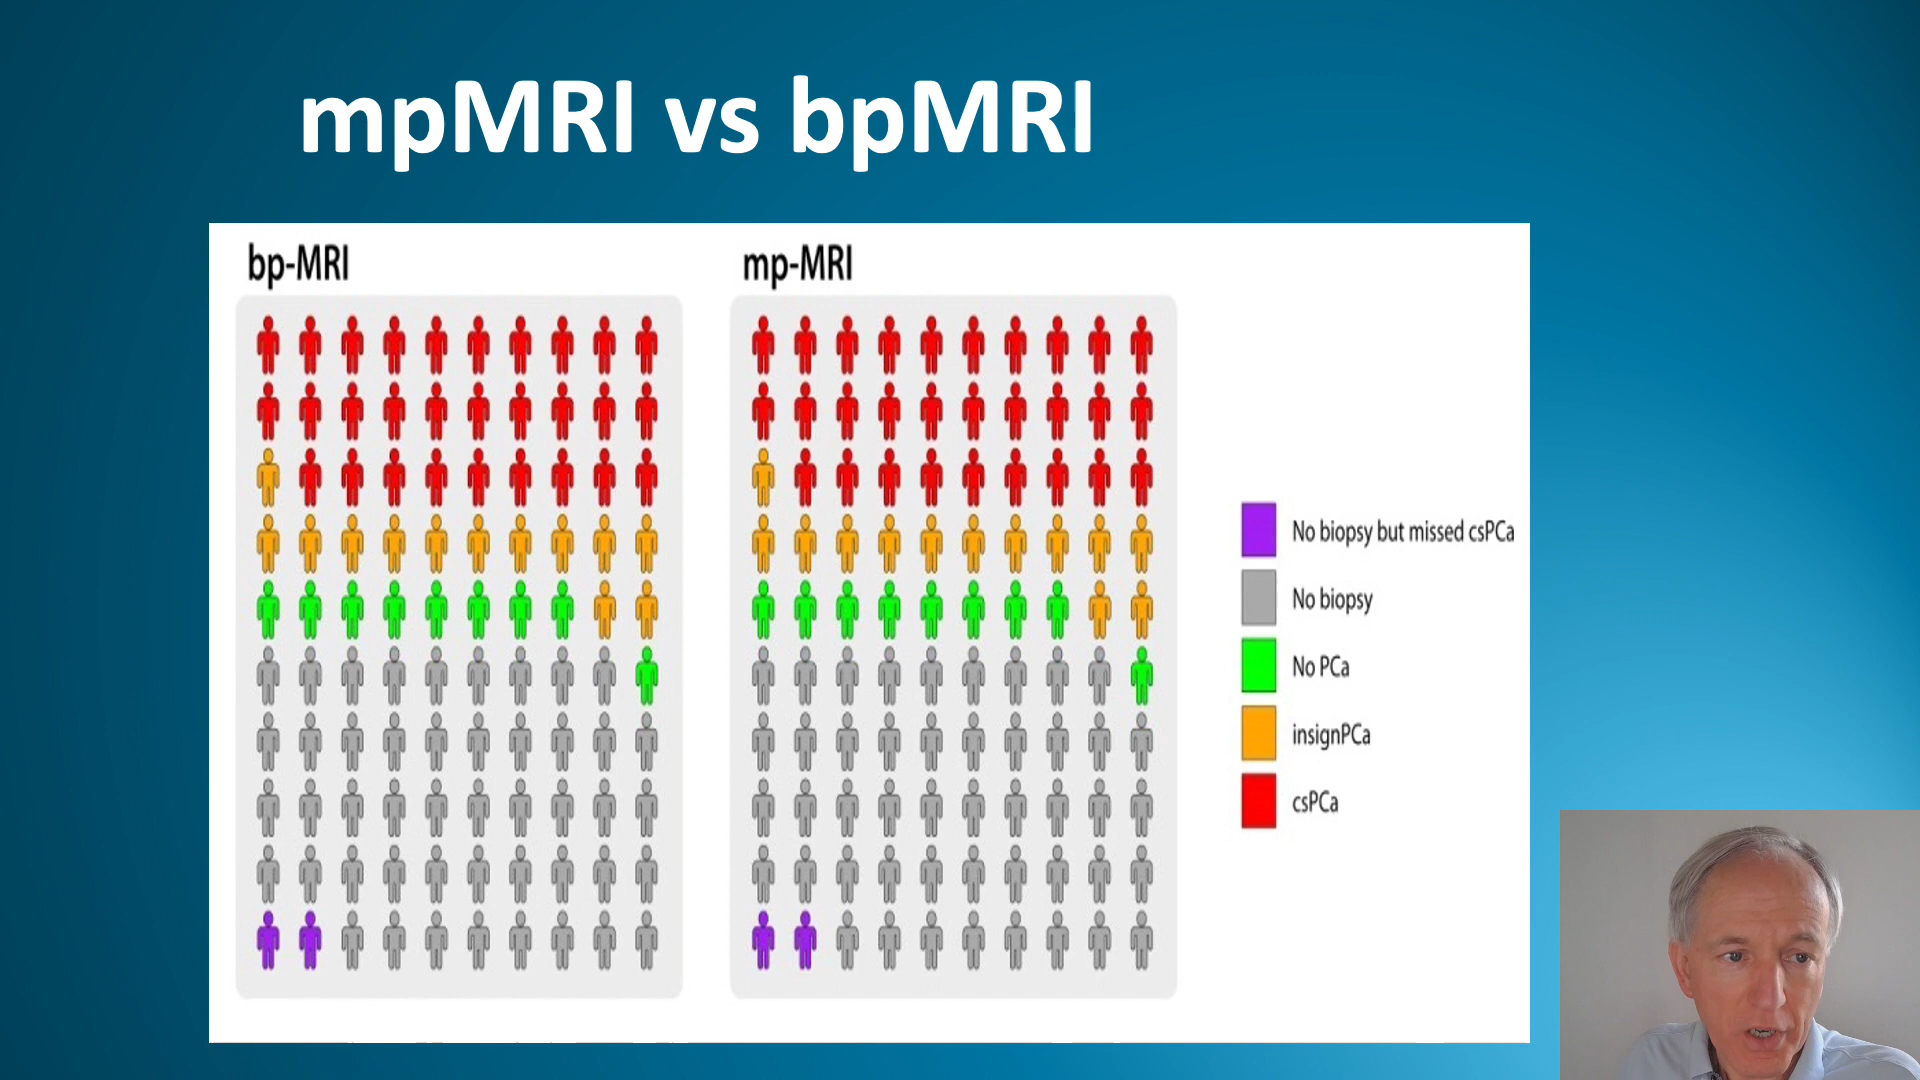 mpMRI vs bpMRI
bp-MRI
mp-MRI
No biopsy but missed csPCa
No biopsy
No PCa
insignPCa
csPCa